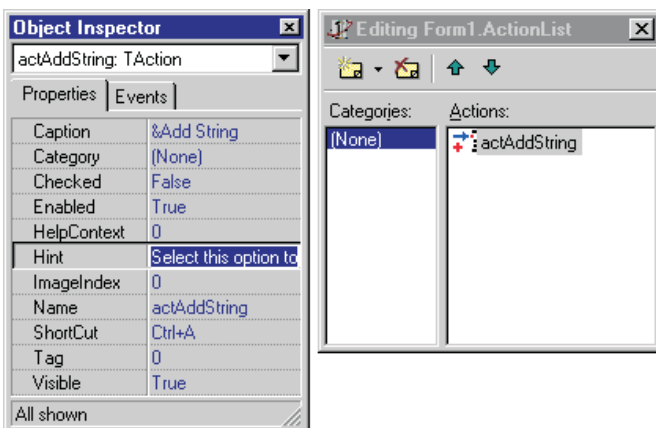 Object Inspector
actAddString: TAction
Properties Events
Caption &Add String
Category (None)
Checked False
Enabled True
HelpContext 0
Hint Select this option to
ImageIndex 0
Name actAddString
ShortCut Ctrl+A
Tag 0
Visible True
All shown
Editing Form1.ActionList
Categories: Actions:
(None) actAddString